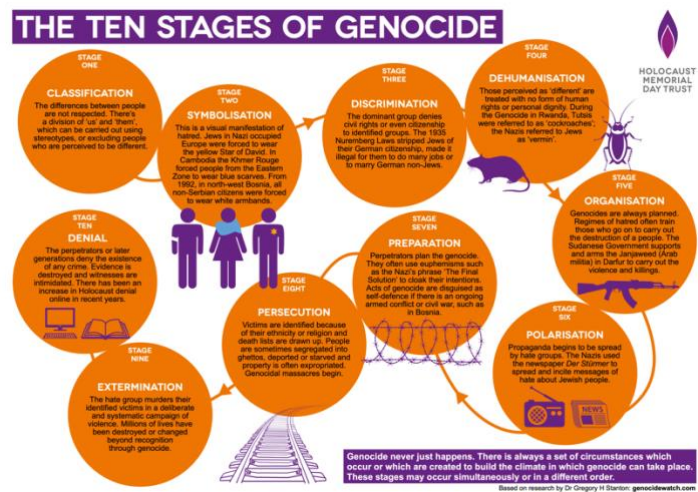 THE TEN STAGES OF GENOCIDE
HOLOCAUST
MEMORIAL
DAY TRUST
STAGE
ONE
CLASSIFICATION
The differences between people
are not respected. There's
a division of 'us' and 'them',
which can be carried out using
stereotypes, or excluding people
who are perceived to be different.
STAGE
TWO
SYMBOLISATION
This is a visual manifestation of
hatred. Jews in Nazi occupied
Europe were forced to wear
the yellow Star of David. In
Cambodia the Khmer Rouge
forced people from the Eastern
Zone to wear blue scarves. From
1992, in north-west Bosnia, all
non-Serbian citizens were forced
to wear white armbands.
STAGE
THREE
DISCRIMINATION
The dominant group denies
civil rights or even citizenship
to identified groups. The 1935
Nuremberg Laws stripped Jews of
their German citizenship, made it
illegal for them to do many jobs or
to marry German non-Jews.
STAGE
FOUR
DEHUMANISATION
Those perceived as 'different' are
treated with no form of human
rights or personal dignity. During
the Genocide in Rwanda, Tutsis
were referred to as 'cockroaches';
the Nazis referred to Jews
as 'vermin'.
STAGE
FIVE
ORGANISATION
Genocides are always planned.
Regimes of hatred often train
those who go on to carry out
the destruction of a people. The
Sudanese Government supports
and arms the Janjaweed (Arab
militia) in Darfur to carry out the
violence and killings.
STAGE
SIX
POLARISATION
Propaganda begins to be spread
by hate groups. The Nazis used
the newspaper Der Stürmer to
spread and incite messages of
hate about Jewish people.
NEWS
STAGE
SEVEN
PREPARATION
Perpetrators plan the genocide.
They often use euphemisms such
as the Nazi's phrase 'The Final
Solution' to cloak their intentions.
Acts of genocide are disguised as
self-defence if there is an ongoing
armed conflict or civil war, such as
in Bosnia.
STAGE
EIGHT
PERSECUTION
Victims are identified because
of their ethnicity or religion and
death lists are drawn up. People
are sometimes segregated into
ghettos, deported or starved and
property is often expropriated.
Genocidal massacres begin.
STAGE
NINE
EXTERMINATION
The hate group murders their
identified victims in a deliberate
and systematic campaign of
violence. Millions of lives have
been destroyed or changed
beyond recognition
through genocide.
STAGE
TEN
DENIAL
The perpetrators or later
generations deny the existence
of any crime. Evidence is
destroyed and witnesses are
intimidated. There has been an
increase in Holocaust denial
online in recent years.
Genocide never just happens. There is always a set of circumstances which
occur or which are created to build the climate in which genocide can take place.
These stages may occur simultaneously or in a different order.
Based on research by Dr Gregory H Stanton: genocidewatch.com